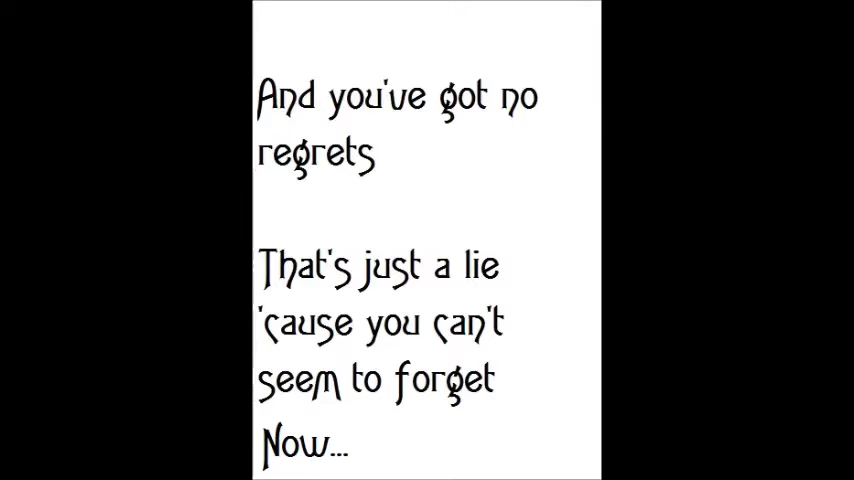 And you've got no
regrets
That's just a lie
'cause you can't
seem to forget
Now...